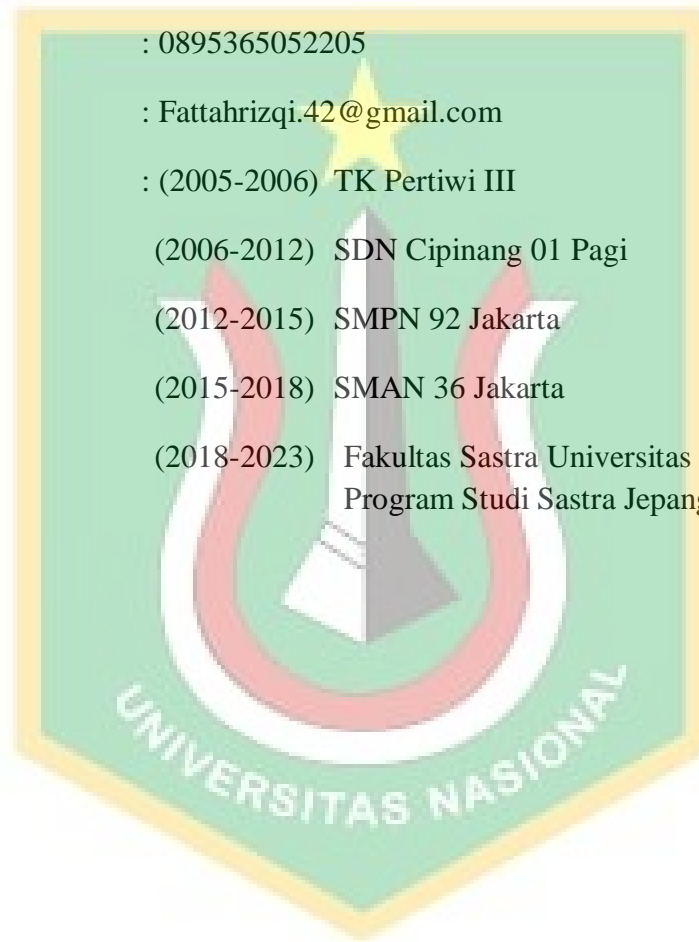 : 0895365052205
: Fattahrizqi.42@gmail.com
: (2005-2006) TK Pertiwi III
(2006-2012) SDN Cipinang 01 Pagi
(2012-2015) SMPN 92 Jakarta
(2015-2018) SMAN 36 Jakarta
(2018-2023) Fakultas Sastra Universitas
Program Studi Sastra Jepang
UNIVERSITAS NASIONAL